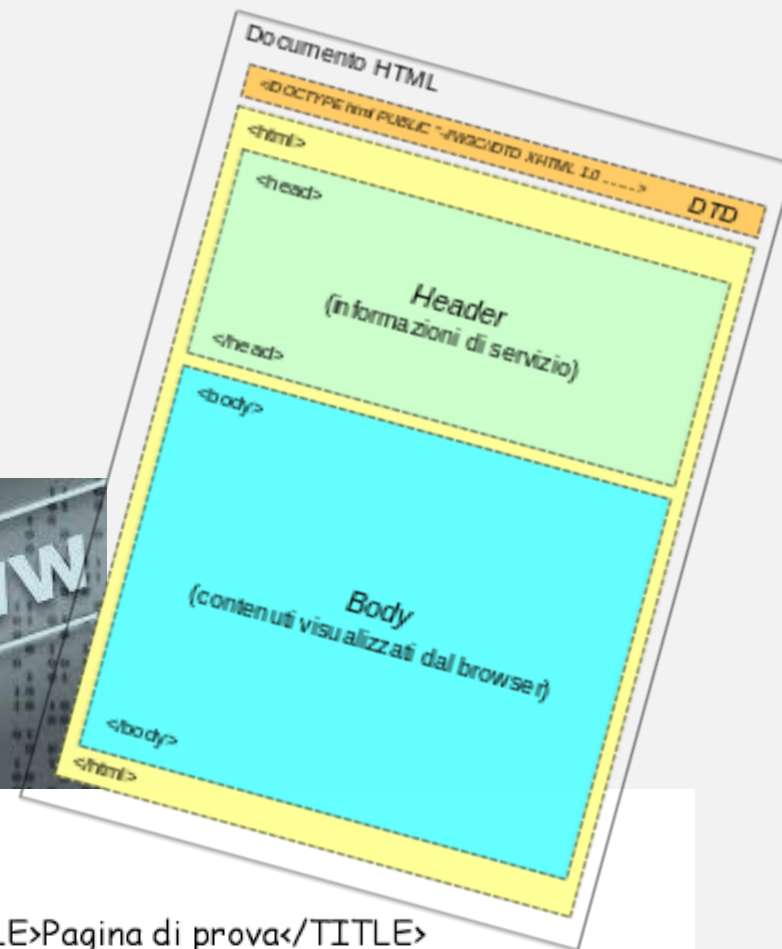 Documento HTML
<!DOCTYPE html PUBLIC "-//W3C//DTD XHTML 1.0 ........>
DTD
<html>
<head>
Header
(informazioni di servizio)
</head>
<body>
Body
(contenuti visualizzati dal browser)
</body>
</html>
WW
LE>Pagina di prova</TITLE>